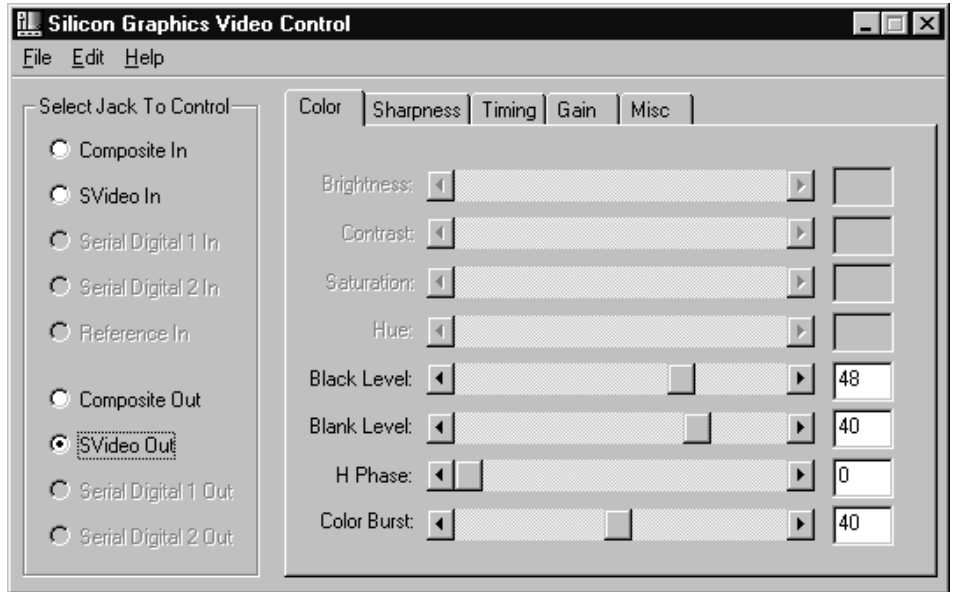 Silicon Graphics Video Control
File Edit Help
Select Jack To Control
Composite In
SVideo In
Serial Digital 1 In
Serial Digital 2 In
Reference In
Composite Out
SVideo Out
Serial Digital 1 Out
Serial Digital 2 Out
Color Sharpness Timing Gain Misc
Brightness:
Contrast:
Saturation:
Hue:
Black Level: 48
Blank Level: 40
H Phase: 0
Color Burst: 40